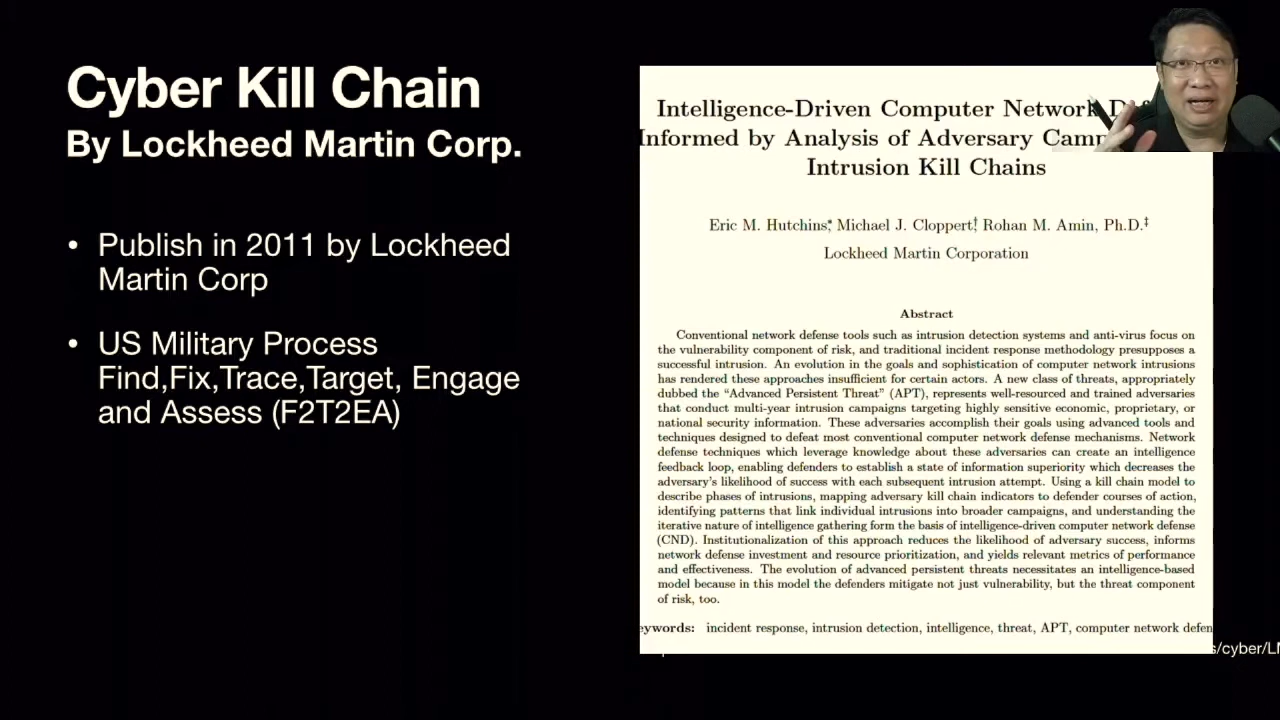 Cyber Kill Chain
By Lockheed Martin Corp.
• Publish in 2011 by Lockheed
Martin Corp
• US Military Process
Find,Fix,Trace,Target, Engage
and Assess (F2T2EA)
Intelligence-Driven Computer Network
Informed by Analysis of Adversary
Intrusion Kill Chains
Eric M. Hutchins,* Michael J. Cloppert,† Rohan M. Amin, Ph.D.‡
Lockheed Martin Corporation
Abstract
Conventional network defense tools such as intrusion detection systems and anti-virus focus on
the vulnerability component of risk, and traditional incident response methodology presupposes a
successful intrusion. An evolution in the goals and sophistication of computer network intrusions
has rendered these approaches insufficient for certain actors. A new class of threats, appropriately
dubbed the “Advanced Persistent Threat” (APT), represents well-resourced and trained adversaries
that conduct multi-year intrusion campaigns targeting highly sensitive economic, proprietary, or
national security information. These adversaries accomplish their goals using advanced tools and
techniques designed to defeat most conventional computer network defense mechanisms. Network
defense techniques which leverage knowledge about these adversaries can create an intelligence
feedback loop, enabling defenders to establish a state of information superiority which decreases the
adversary’s likelihood of success with each subsequent intrusion attempt. Using a kill chain model to
describe phases of intrusions, mapping adversary kill chain indicators to defender courses of action,
identifying patterns that link individual intrusions into broader campaigns, and understanding the
iterative nature of intelligence gathering form the basis of intelligence-driven computer network defense
(CND). Institutionalization of this approach reduces the likelihood of adversary success, informs
network defense investment and resource prioritization, and yields relevant metrics of performance
and effectiveness. The evolution of advanced persistent threats necessitates an intelligence-based
model because in this model the defenders mitigate not just vulnerability, but the threat component
of risk, too.
eywords: incident response, intrusion detection, intelligence, threat, APT, computer network defen
s/cyber/L